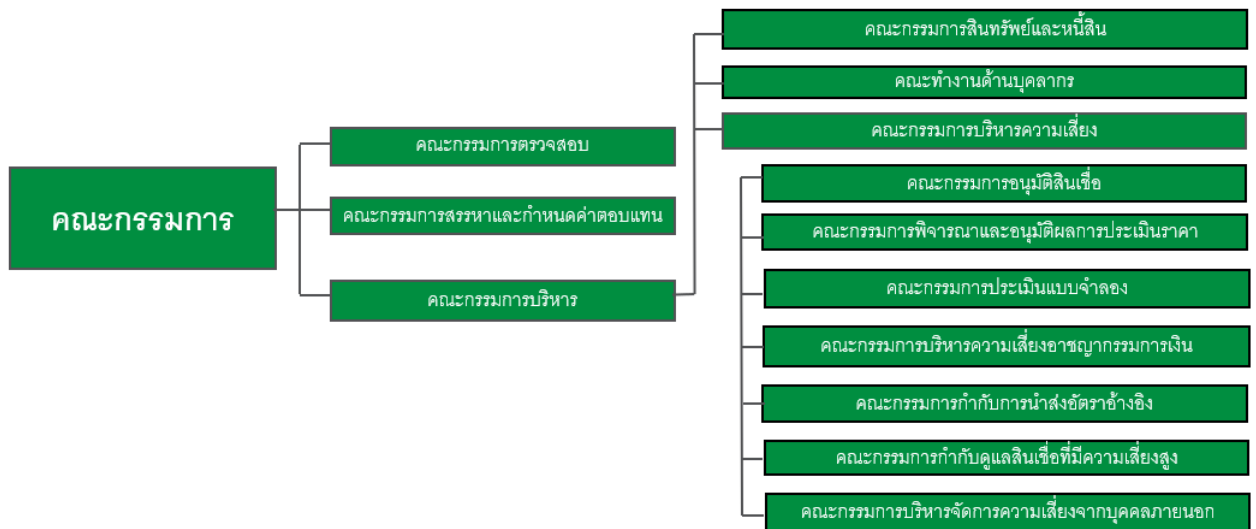 คณะกรรมการ
คณะกรรมการตรวจสอบ
คณะกรรมการสรรหาและกำหนดค่าตอบแทน
คณะกรรมการบริหาร
คณะกรรมการสินทรัพย์และหนี้สิน
คณะทำงานด้านบุคลากร
คณะกรรมการบริหารความเสี่ยง
คณะกรรมการอนุมัติสินเชื่อ
คณะกรรมการพิจารณาและอนุมัติผลการประเมินราคา
คณะกรรมการประเมินแบบจำลอง
คณะกรรมการบริหารความเสี่ยงอาชญากรรมการเงิน
คณะกรรมการกำกับการนำส่งอัตราอ้างอิง
คณะกรรมการกำกับดูแลสินเชื่อที่มีความเสี่ยงสูง
คณะกรรมการบริหารจัดการความเสี่ยงจากบุคคลภายนอก